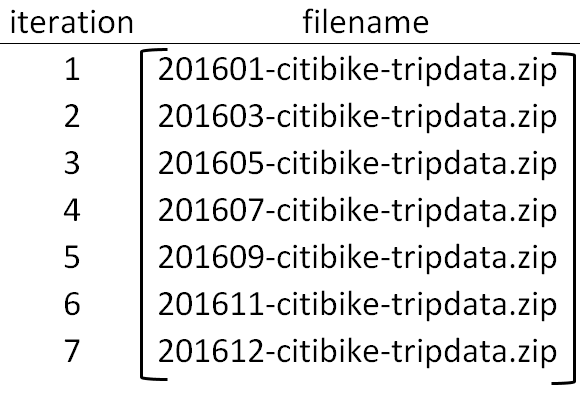 iteration filename
1 201601-citibike-tripdata.zip
2 201603-citibike-tripdata.zip
3 201605-citibike-tripdata.zip
4 201607-citibike-tripdata.zip
5 201609-citibike-tripdata.zip
6 201611-citibike-tripdata.zip
7 201612-citibike-tripdata.zip